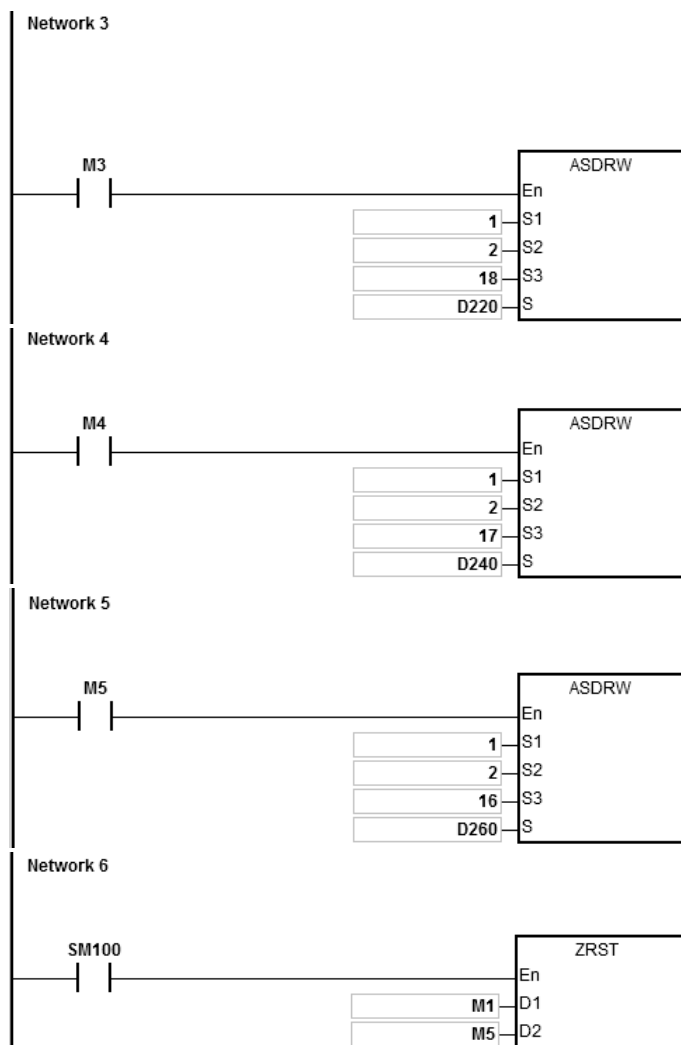 Network 3
M3
ASDRW
En
1 S1
2 S2
18 S3
D220 S
Network 4
M4
ASDRW
En
1 S1
2 S2
17 S3
D240 S
Network 5
M5
ASDRW
En
1 S1
2 S2
16 S3
D260 S
Network 6
SM100
ZRST
En
M1 D1
M5 D2